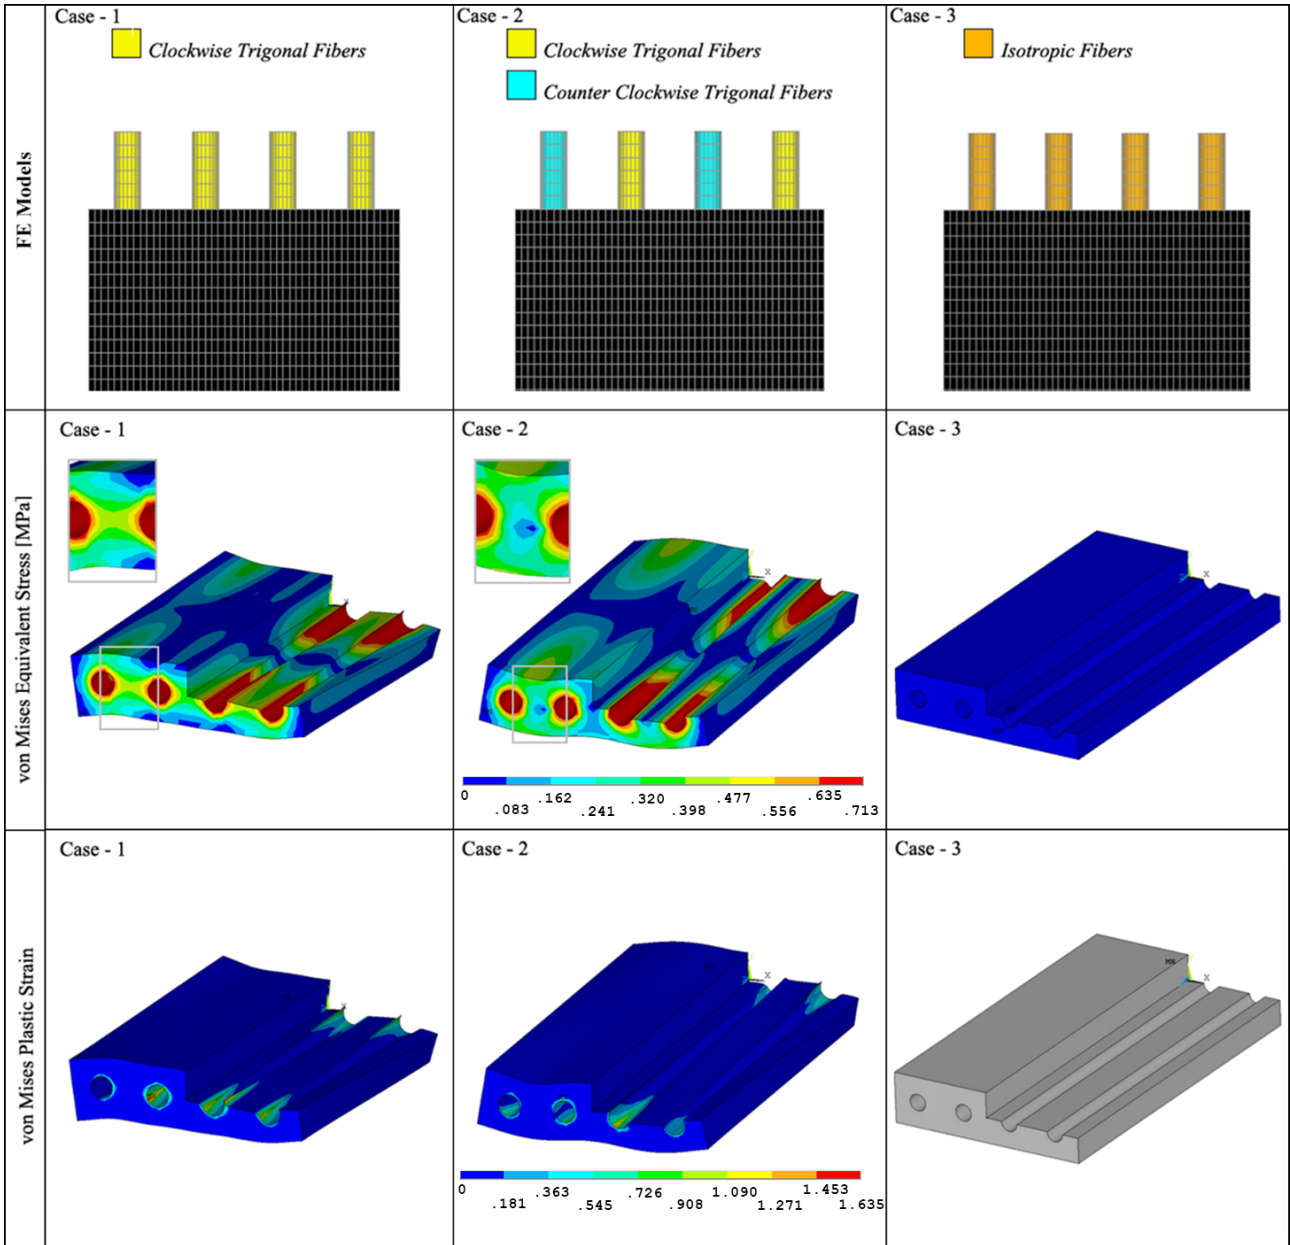 Case - 1
Clockwise Trigonal Fibers
Case - 2
Clockwise Trigonal Fibers
Counter Clockwise Trigonal Fibers
Case - 3
Isotropic Fibers
FE Models
Case - 1
Case - 2
Case - 3
von Mises Equivalent Stress [MPa]
X
X
0 .083 .162 .241 .320 .398 .477 .556 .635 .713
Case - 1
Case - 2
Case - 3
von Mises Plastic Strain
X
MN
X
0 .181 .363 .545 .726 .908 1.090 1.271 1.453 1.635